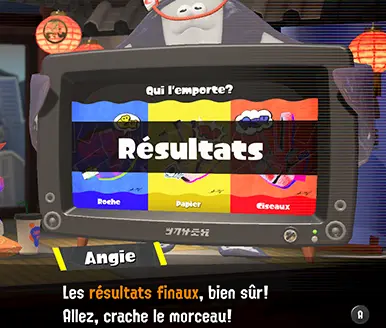 Qui l'emporte?
Résultats
Roche Papier Ciseaux
Angie
Les résultats finaux, bien sûr!
Allez, crache le morceau!
A